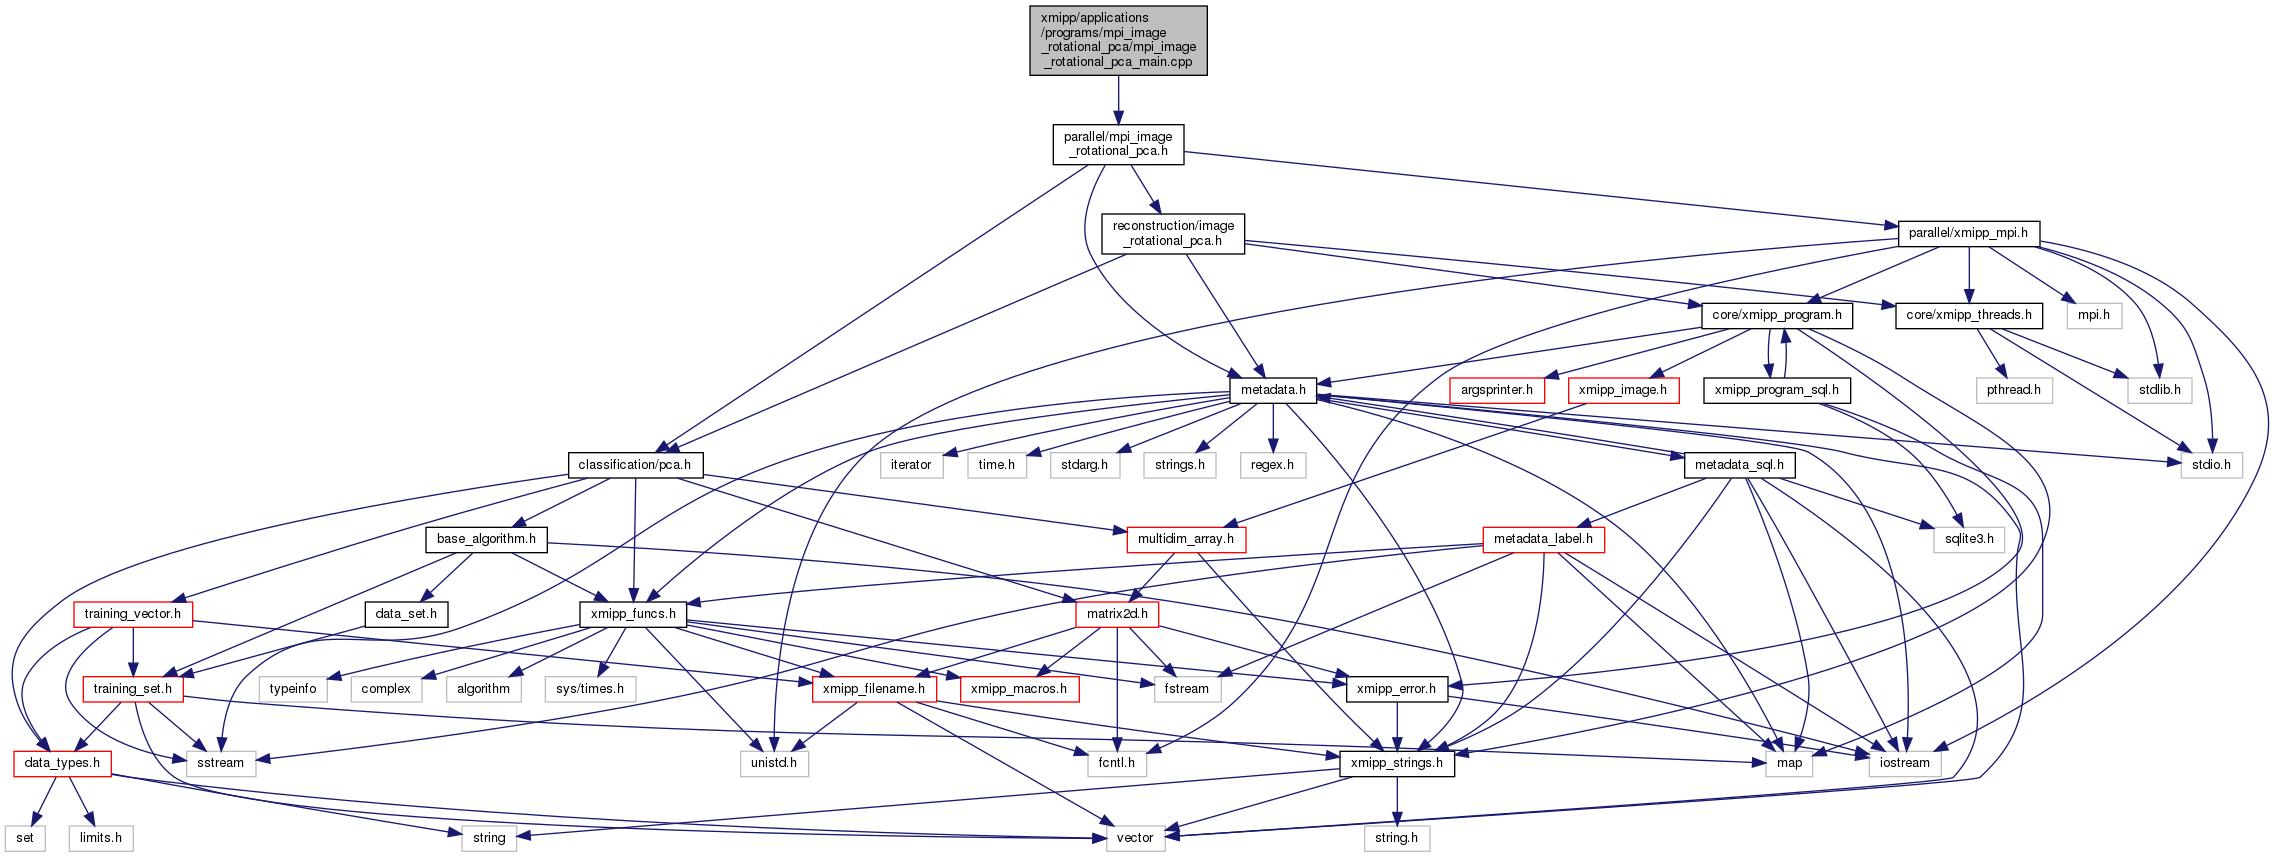 xmipp/applications
/programs/mpi_image
_rotational_pca/mpi_image
_rotational_pca_main.cpp
parallel/mpi_image
_rotational_pca.h
reconstruction/image
_rotational_pca.h
parallel/xmipp_mpi.h
core/xmipp_program.h
core/xmipp_threads.h
mpi.h
metadata.h
argsprinter.h
xmipp_image.h
xmipp_program_sql.h
pthread.h
stdlib.h
classification/pca.h
iterator
time.h
stdarg.h
strings.h
regex.h
metadata_sql.h
stdio.h
base_algorithm.h
multidim_array.h
metadata_label.h
sqlite3.h
training_vector.h
data_set.h
xmipp_funcs.h
matrix2d.h
training_set.h
typeinfo
complex
algorithm
sys/times.h
xmipp_filename.h
xmipp_macros.h
fstream
xmipp_error.h
data_types.h
sstream
unistd.h
fcntl.h
xmipp_strings.h
map
iostream
set
limits.h
string
vector
string.h